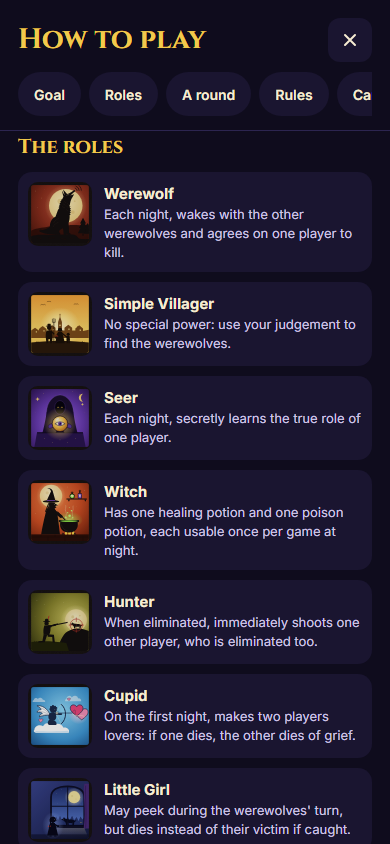 How to play
Goal
Roles
A round
Rules
Ca
The roles
Werewolf
Each night, wakes with the other
werewolves and agrees on one player to
kill.
Simple Villager
No special power: use your judgement to
find the werewolves.
Seer
Each night, secretly learns the true role of
one player.
Witch
Has one healing potion and one poison
potion, each usable once per game at
night.
Hunter
When eliminated, immediately shoots one
other player, who is eliminated too.
Cupid
On the first night, makes two players
lovers: if one dies, the other dies of grief.
Little Girl
May peek during the werewolves' turn,
but dies instead of their victim if caught.